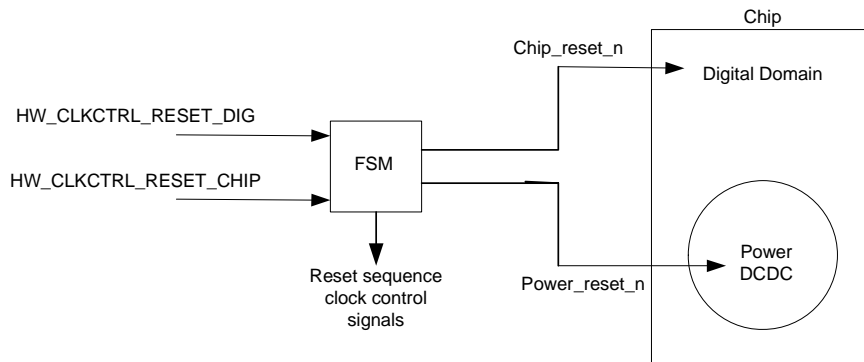 Chip
Chip_reset_n
Digital Domain
HW_CLKCTRL_RESET_DIG
FSM
HW_CLKCTRL_RESET_CHIP
Power
DCDC
Reset sequence
clock control
signals
Power_reset_n